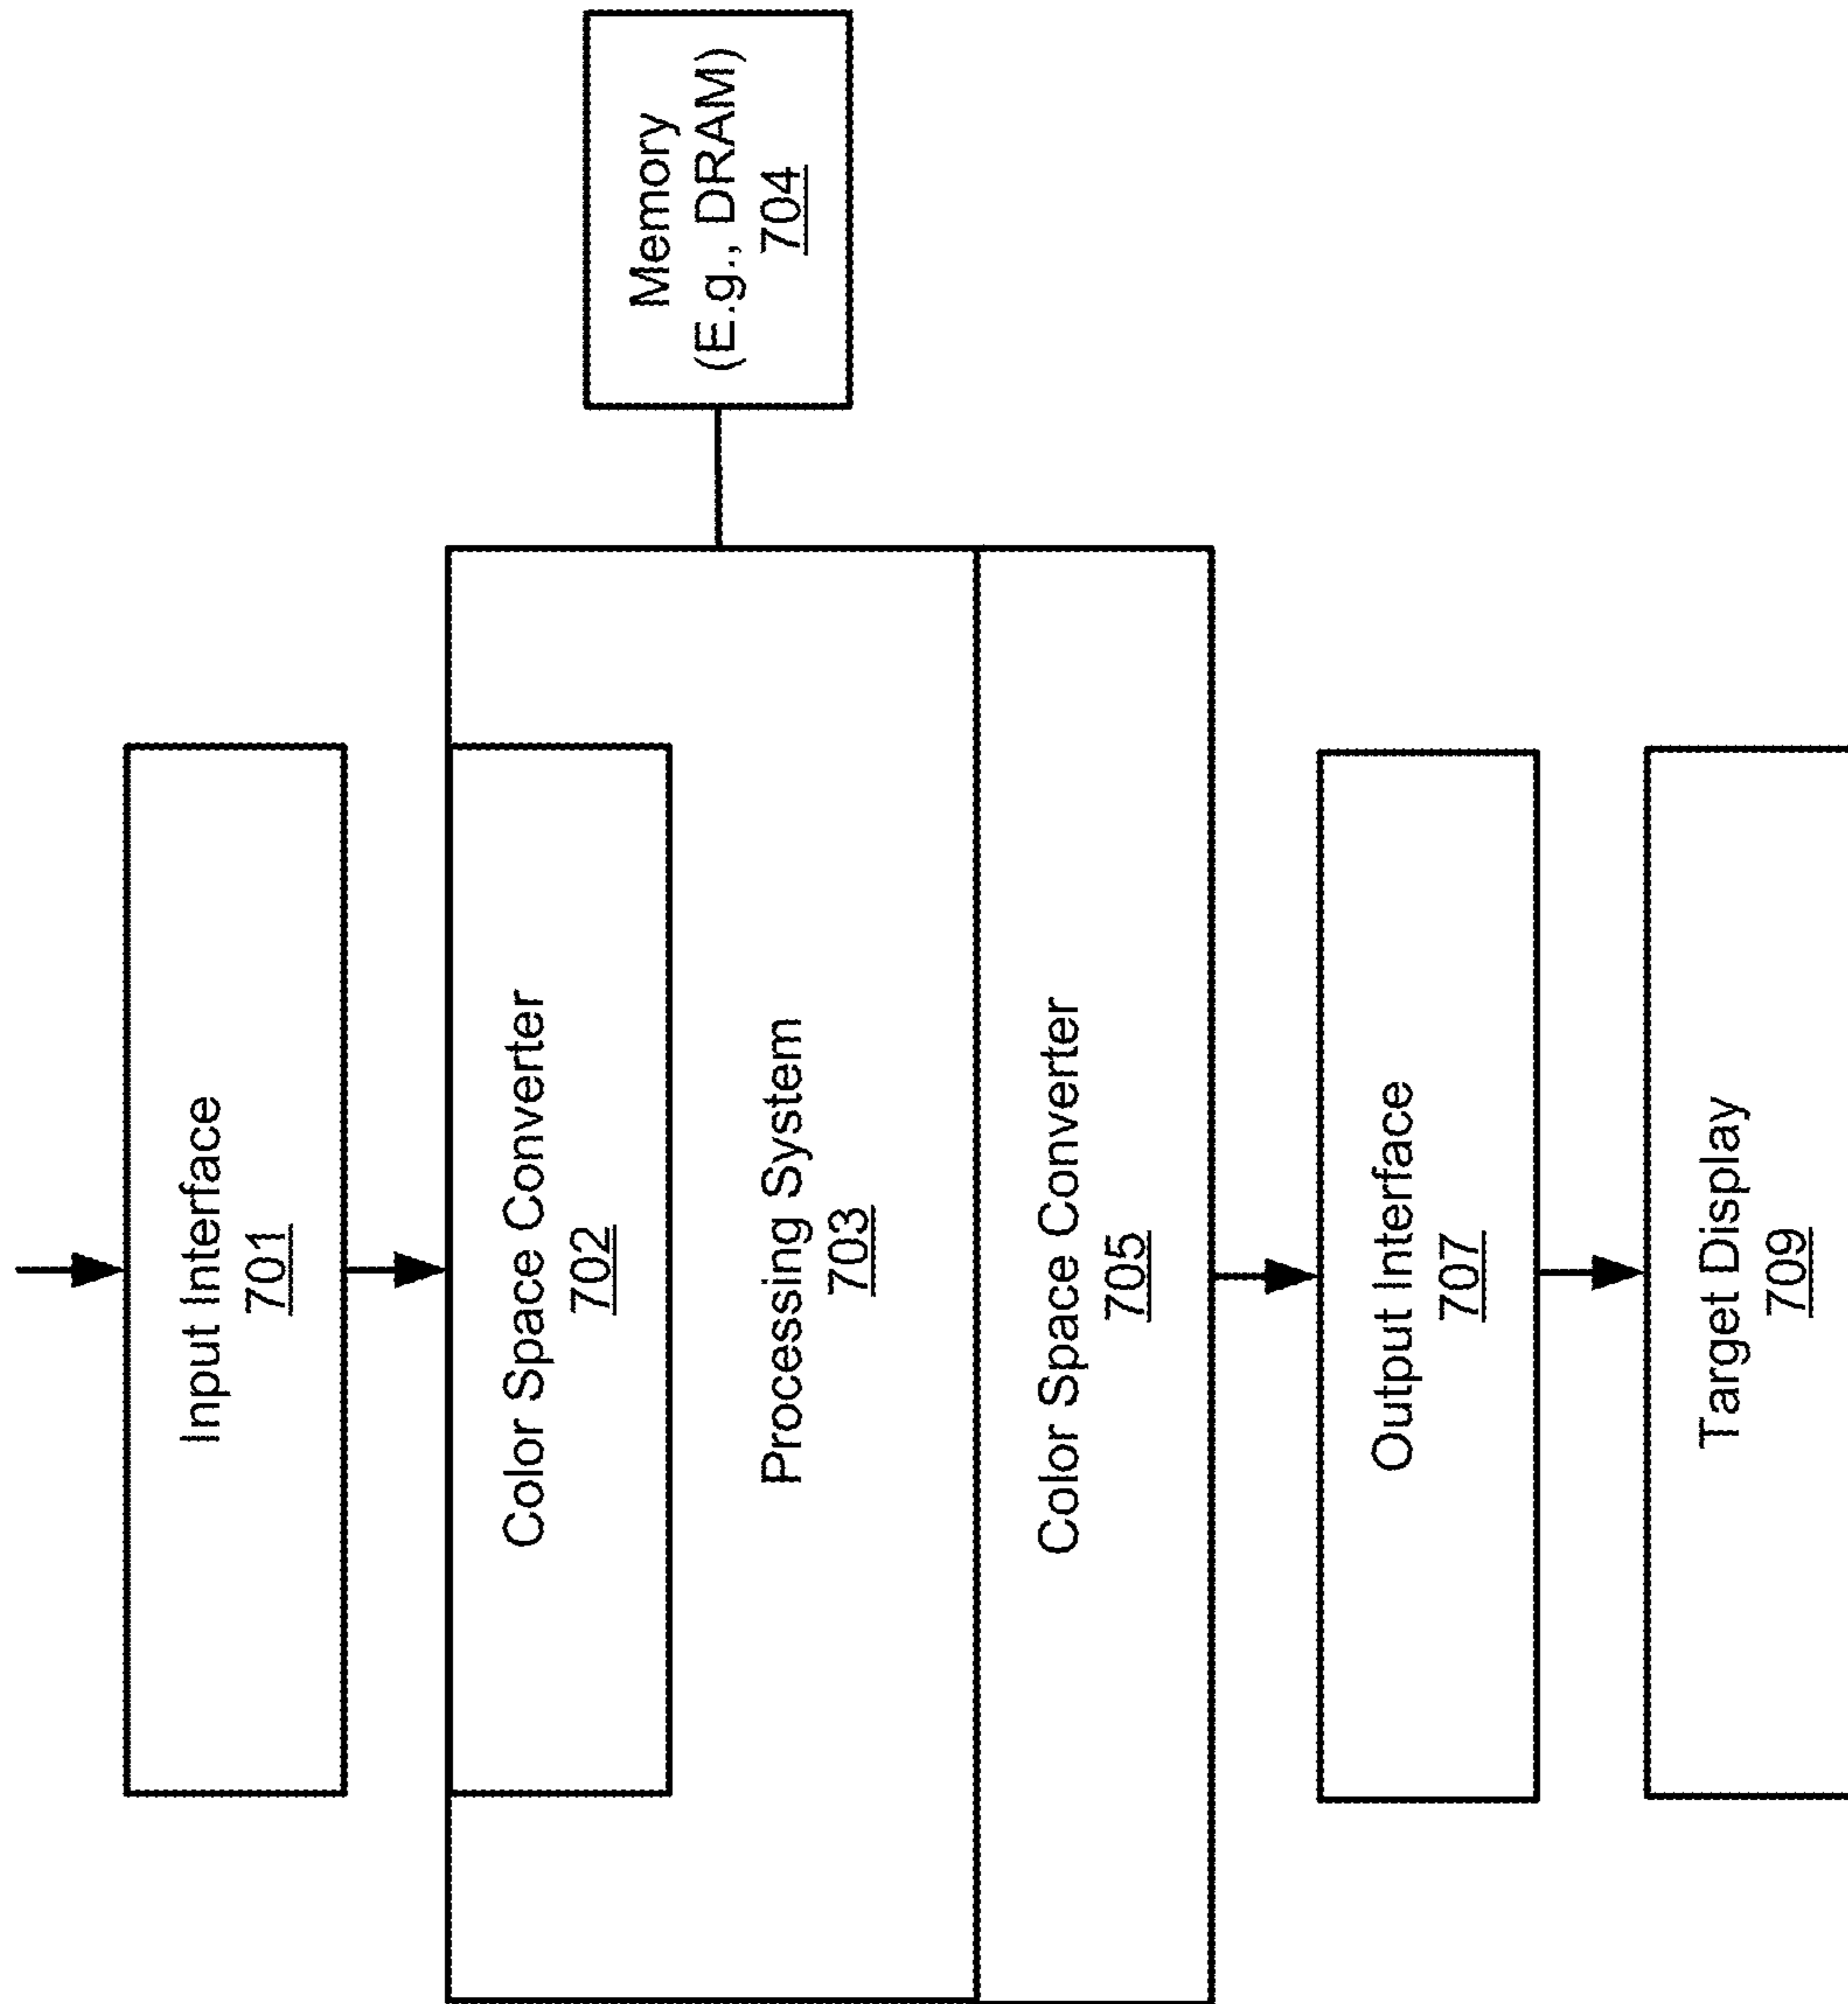 Input Interface
701
Color Space Converter
702
Processing System
703
Memory
(E.g., DRAM)
704
Color Space Converter
705
Output Interface
707
Target Display
709